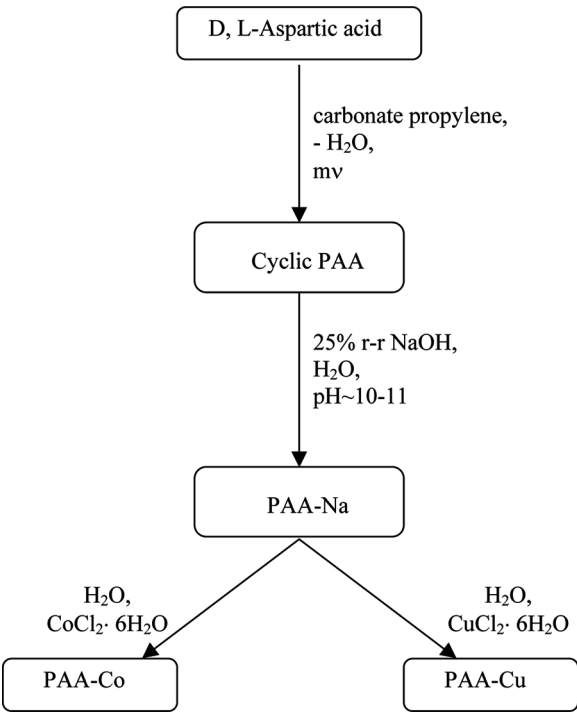 D, L-Aspartic acid
carbonate propylene,
- H₂O,
mν
Cyclic PAA
25% r-r NaOH,
H₂O,
pH~10-11
PAA-Na
H₂O,
CoCl₂· 6H₂O
H₂O,
CuCl₂· 6H₂O
PAA-Co
PAA-Cu